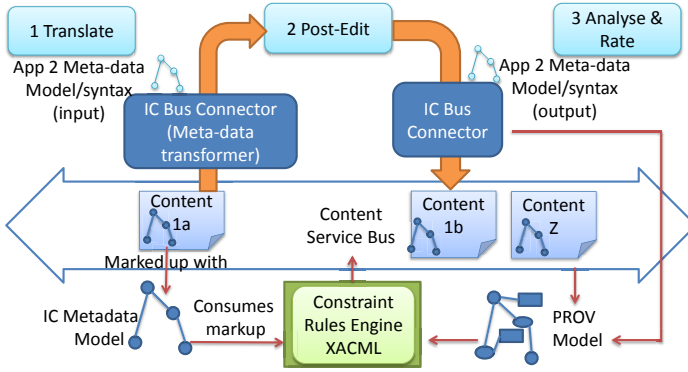 1 Translate
2 Post-Edit
3 Analyse &
Rate
App 2 Meta-data
Model/syntax
(input)
App 2 Meta-data
Model/syntax
(output)
IC Bus Connector
(Meta-data
transformer)
IC Bus
Connector
Content
1a
Content
Service Bus
Content
1b
Content
Z
Marked up with
IC Metadata
Model
Consumes
markup
Constraint
Rules Engine
XACML
PROV
Model